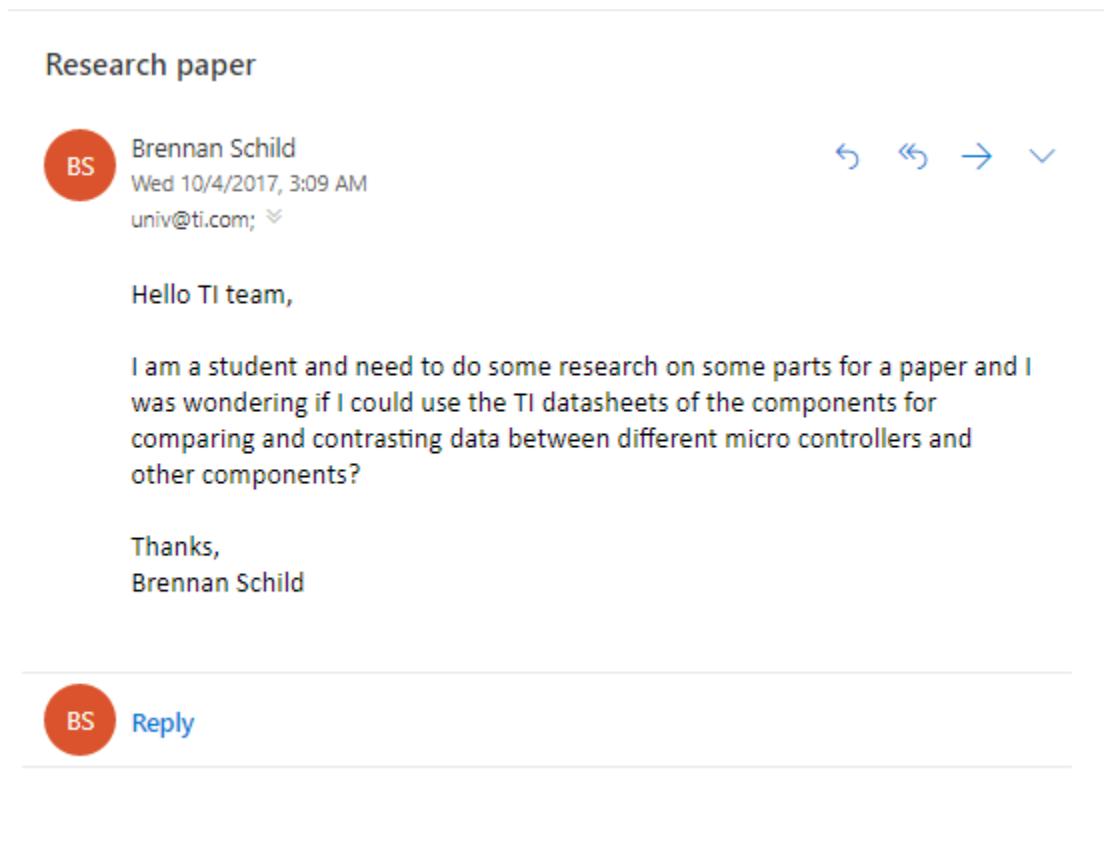 Research paper
BS
Brennan Schild
Wed 10/4/2017, 3:09 AM
univ@ti.com;
Hello TI team,
I am a student and need to do some research on some parts for a paper and I
was wondering if I could use the TI datasheets of the components for
comparing and contrasting data between different micro controllers and
other components?
Thanks,
Brennan Schild
BS
Reply